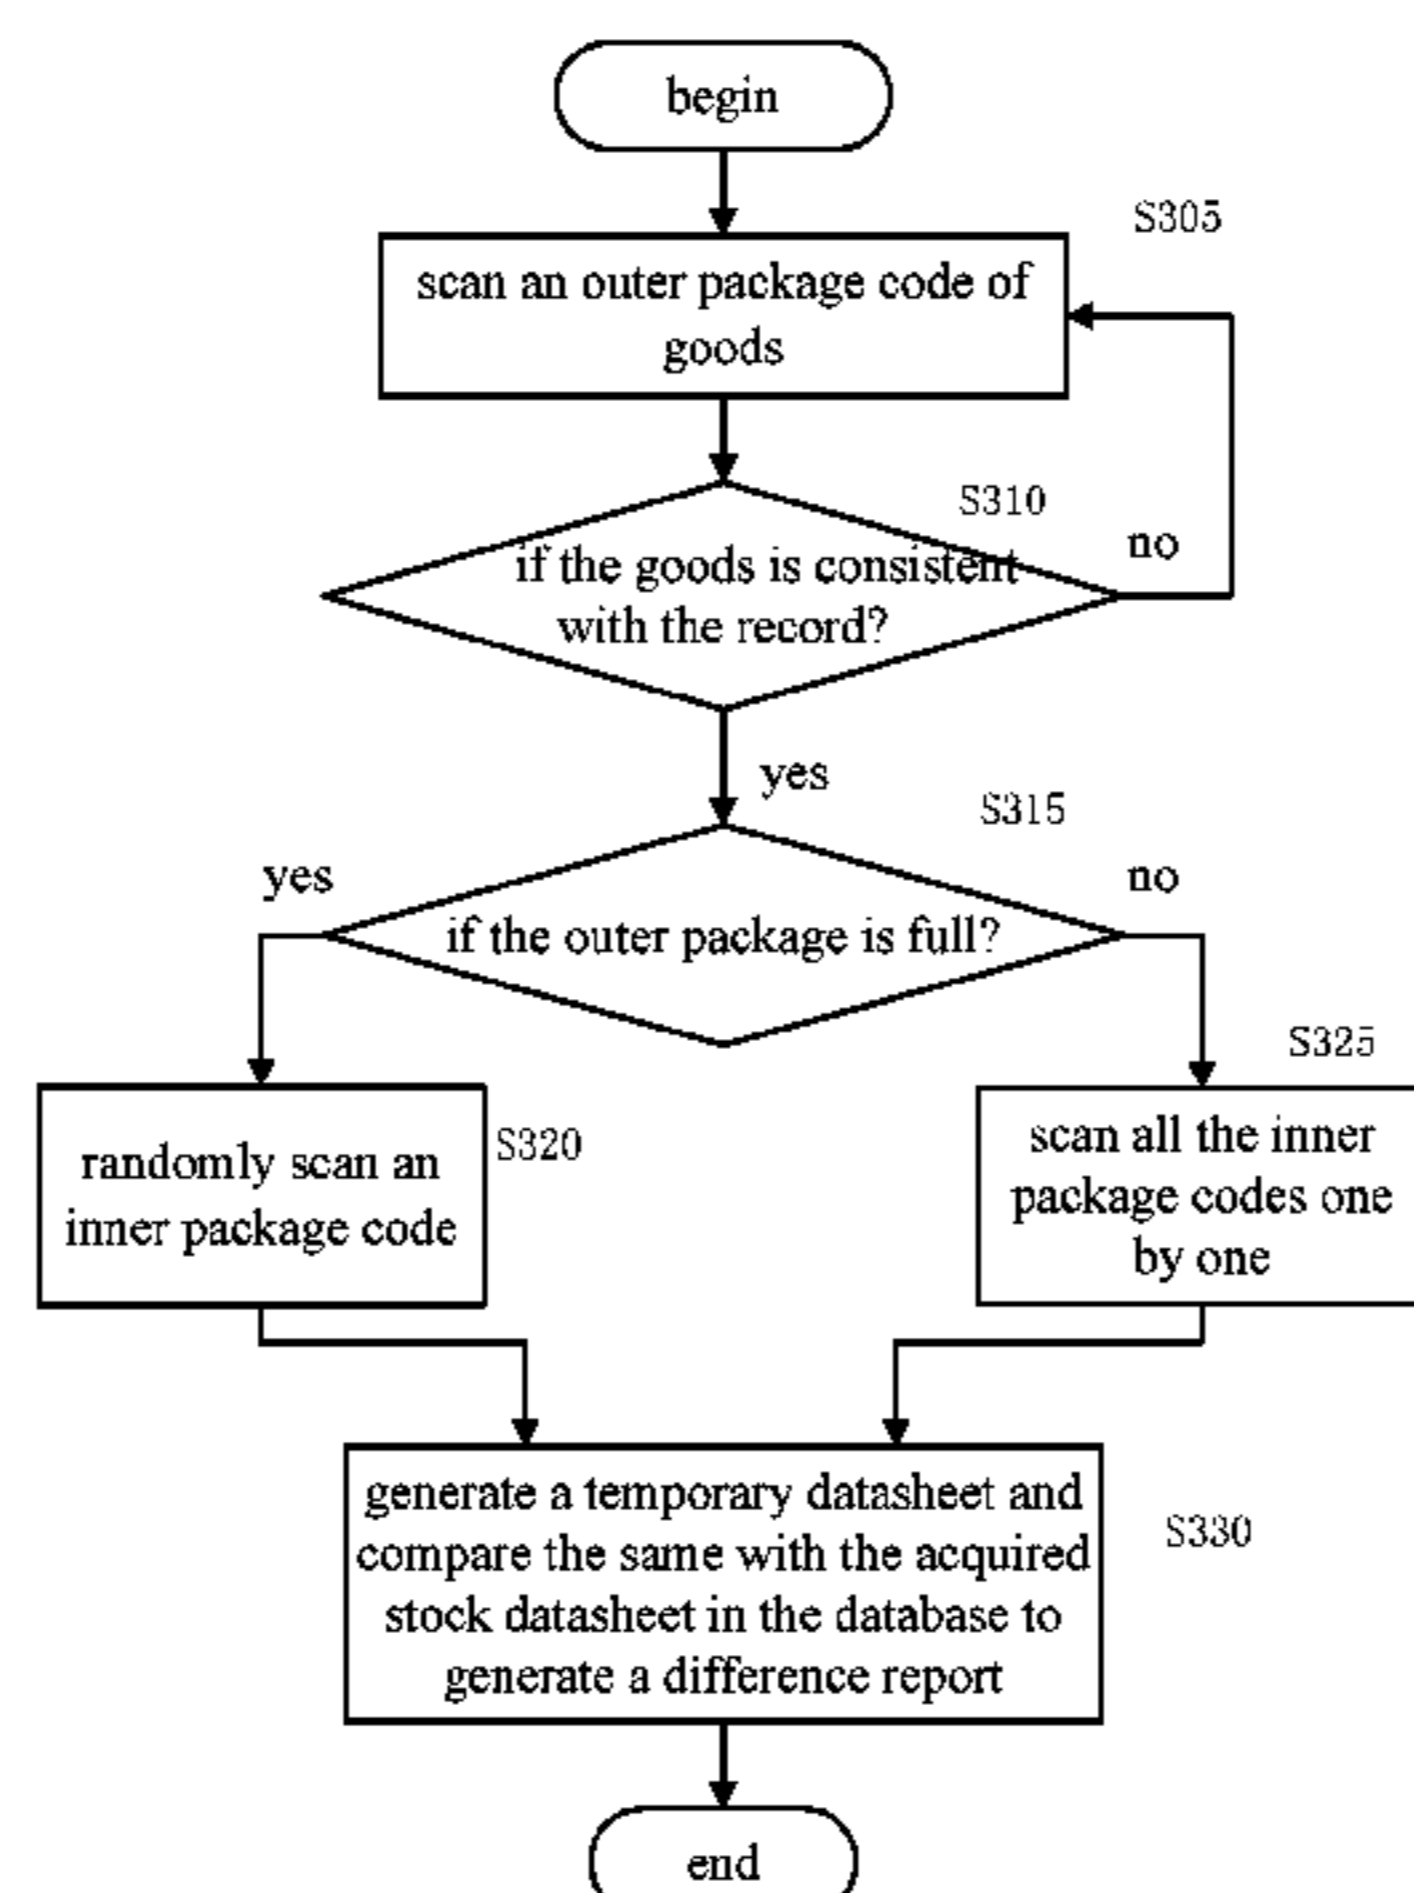 begin
S305
scan an outer package code of
goods
S310
no
if the goods is consistent
with the record?
yes
S315
yes
no
if the outer package is full?
S325
S320
randomly scan an
inner package code
scan all the inner
package codes one
by one
generate a temporary datasheet and
compare the same with the acquired
stock datasheet in the database to
generate a difference report
S330
end